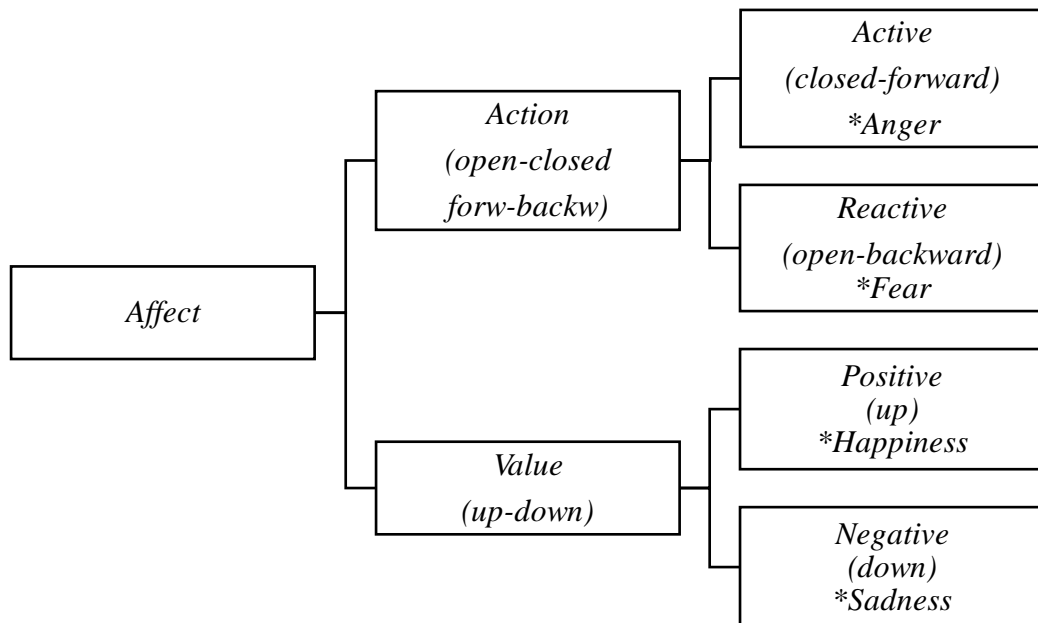 Active
(closed-forward)
*Anger
Action
(open-closed
forw-backw)
Reactive
(open-backward)
*Fear
Affect
Positive
(up)
*Happiness
Value
(up-down)
Negative
(down)
*Sadness